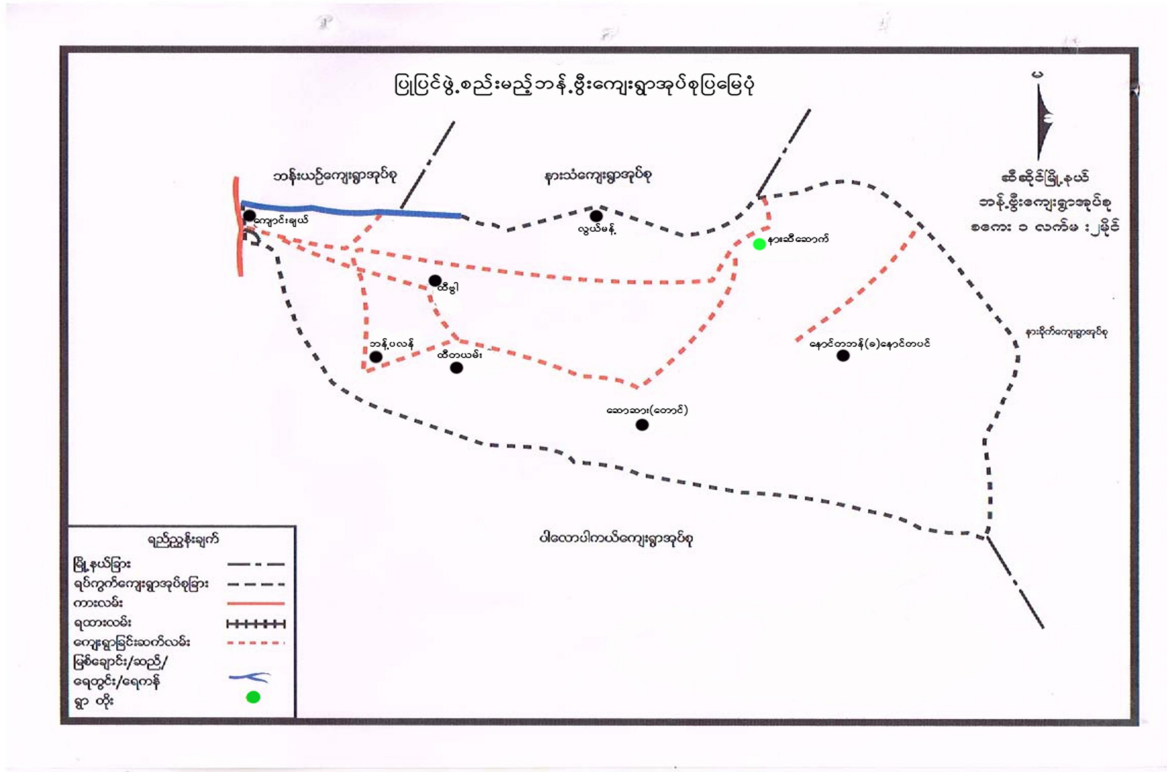 ပြုပြင်ဖွဲ့စည်းမည့်ဘန့်ဗွီးကျေးရွာအုပ်စုပြမြေပုံ
ဘန်းယဉ်ကျေးရွာအုပ်စု
နားသံကျေးရွာအုပ်စု
ဆီဆိုင်မြို့နယ်
ဘန့်ဗွီးကျေးရွာအုပ်စု
စကေး ၁ လက်မ း၂မိုင်
ကျောင်းချယ်
လွယ်မန့်
နားဆီဆောက်
ထီဗွါ
နားခိုက်ကျေးရွာအုပ်စု
ဘန့်ပလန်
ထီတယမ်း
နောင်တဘန်(ခ)နောင်တပင်
ဆောဆား(တောင်)
ပါလောပါကယ်ကျေးရွာအုပ်စု
ရည်ညွှန်းချက်
မြို့နယ်ခြား
ရပ်ကွက်ကျေးရွာအုပ်စုခြား
ကားလမ်း
ရထားလမ်း
ကျေးရွာခြင်းဆက်လမ်း
မြစ်ချောင်း/ဆည်/
ရေတွင်း/ရေကန်
ရွာ တိုး